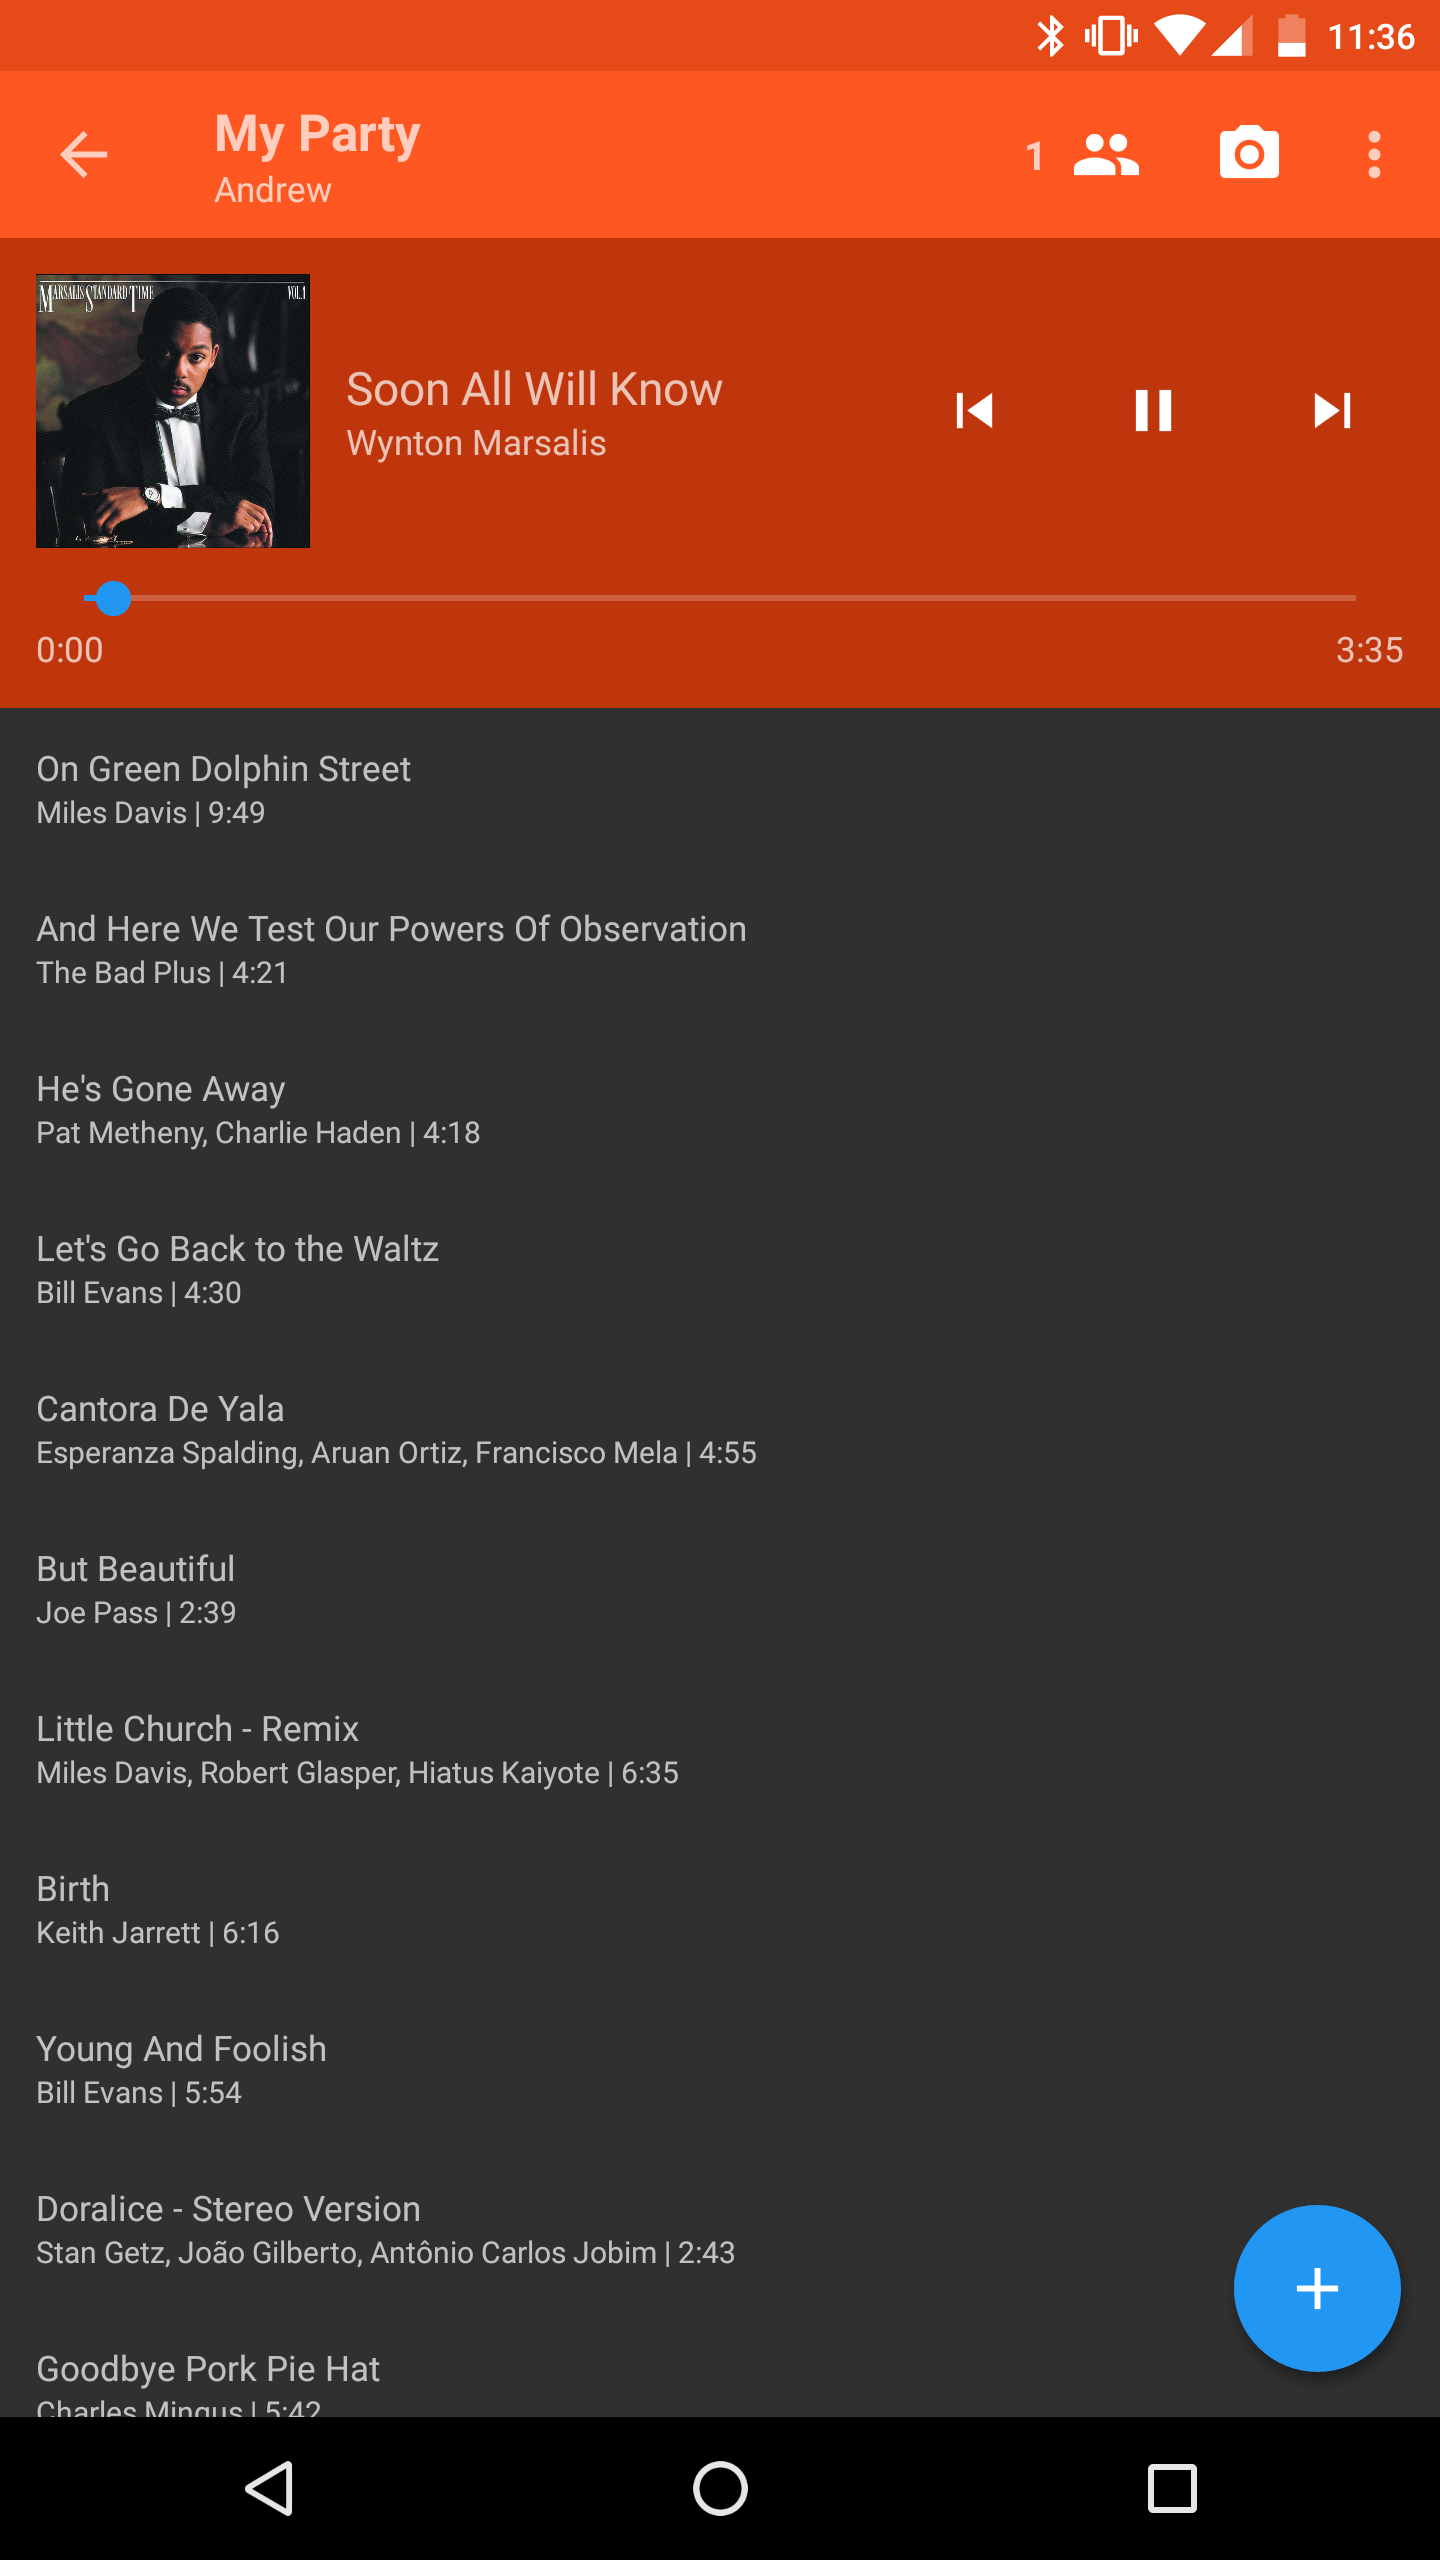 11:36
My Party
Andrew
1
MARSALIS STANDARD TIME VOL.1
Soon All Will Know
Wynton Marsalis
0:00
3:35
On Green Dolphin Street
Miles Davis | 9:49
And Here We Test Our Powers Of Observation
The Bad Plus | 4:21
He's Gone Away
Pat Metheny, Charlie Haden | 4:18
Let's Go Back to the Waltz
Bill Evans | 4:30
Cantora De Yala
Esperanza Spalding, Aruan Ortiz, Francisco Mela | 4:55
But Beautiful
Joe Pass | 2:39
Little Church - Remix
Miles Davis, Robert Glasper, Hiatus Kaiyote | 6:35
Birth
Keith Jarrett | 6:16
Young And Foolish
Bill Evans | 5:54
Doralice - Stereo Version
Stan Getz, João Gilberto, Antônio Carlos Jobim | 2:43
Goodbye Pork Pie Hat
Charles Mingus | 5:42